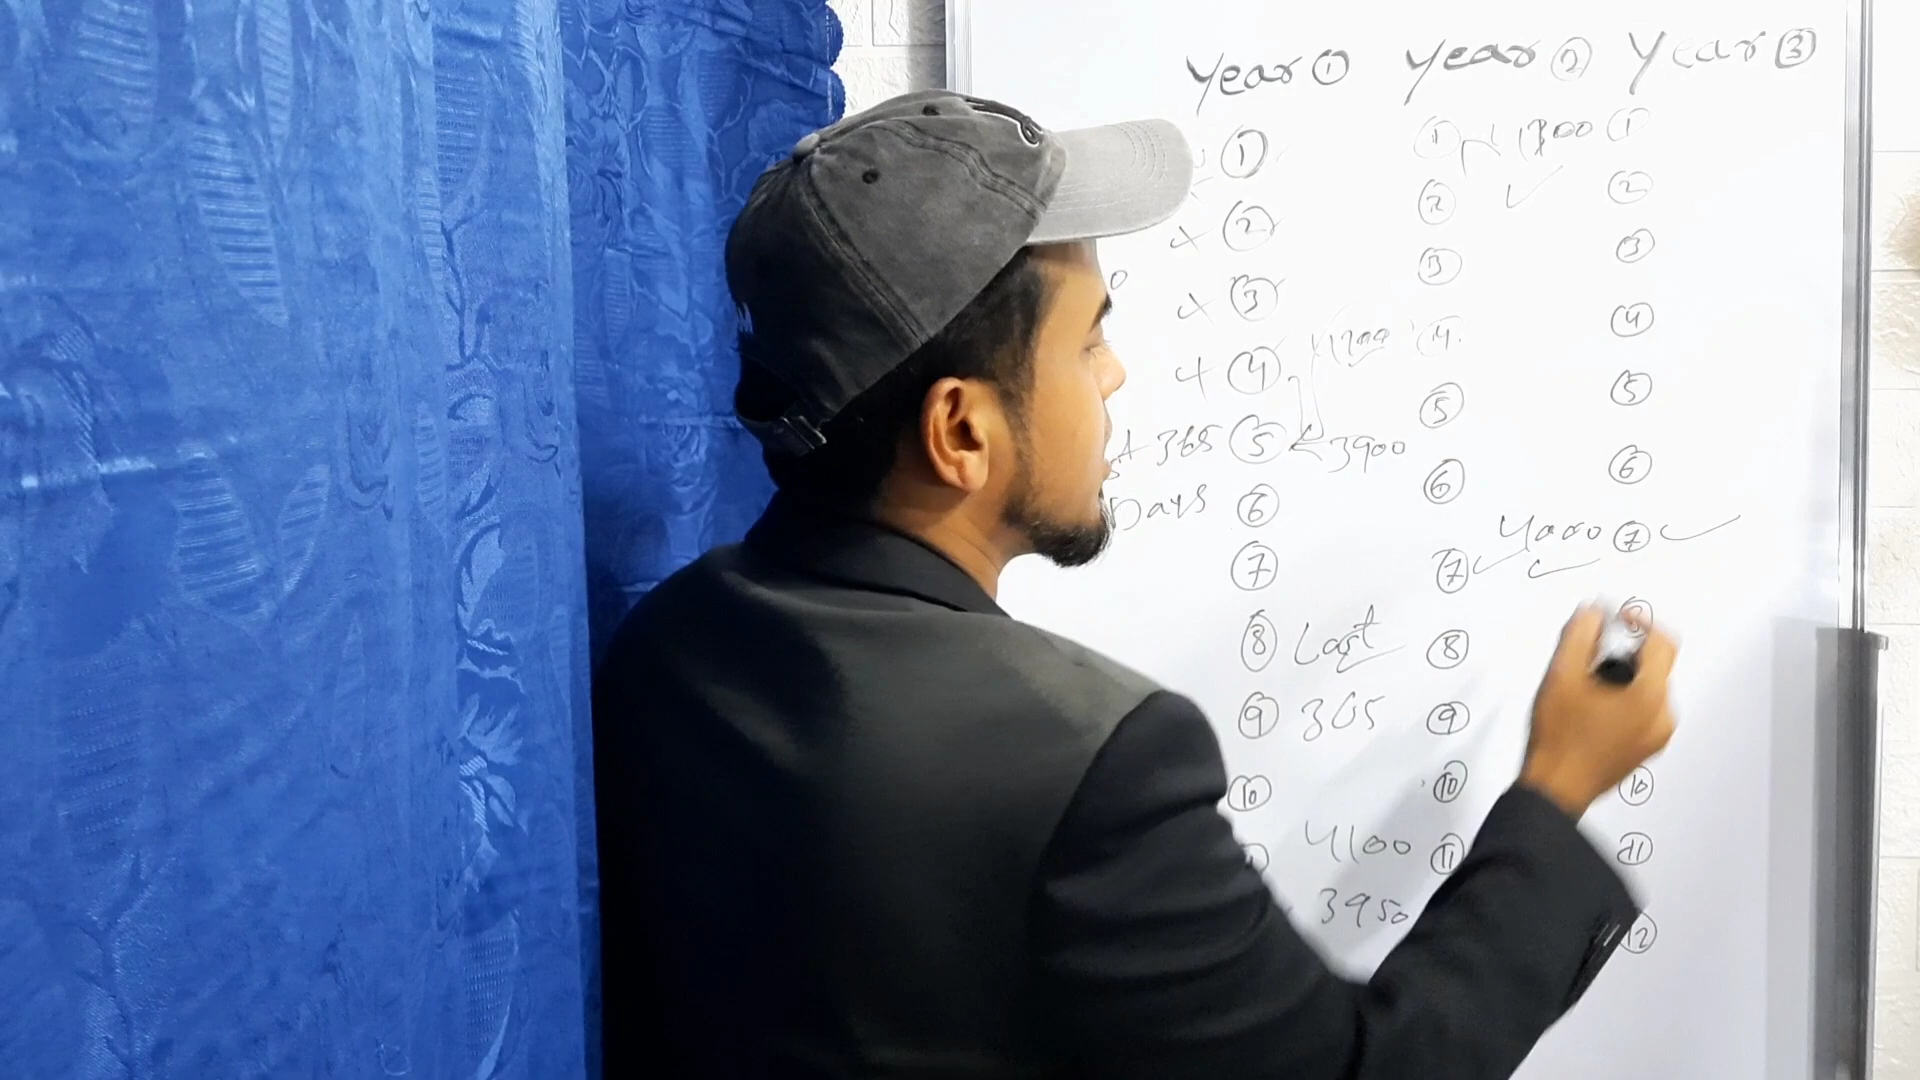 Year ① Year ② Year ③
① ① ①
② ② ②
③ ③ ③
④ ④ ④
365 ⑤ 3900 ⑤ ⑤
Days ⑥ ⑥ ⑥
⑦ ⑦ 4000 ⑦
⑧ Last ⑧
⑨ 365 ⑨
⑩ ⑩ ⑩
4100 ⑪ ⑪
3950 ⑫